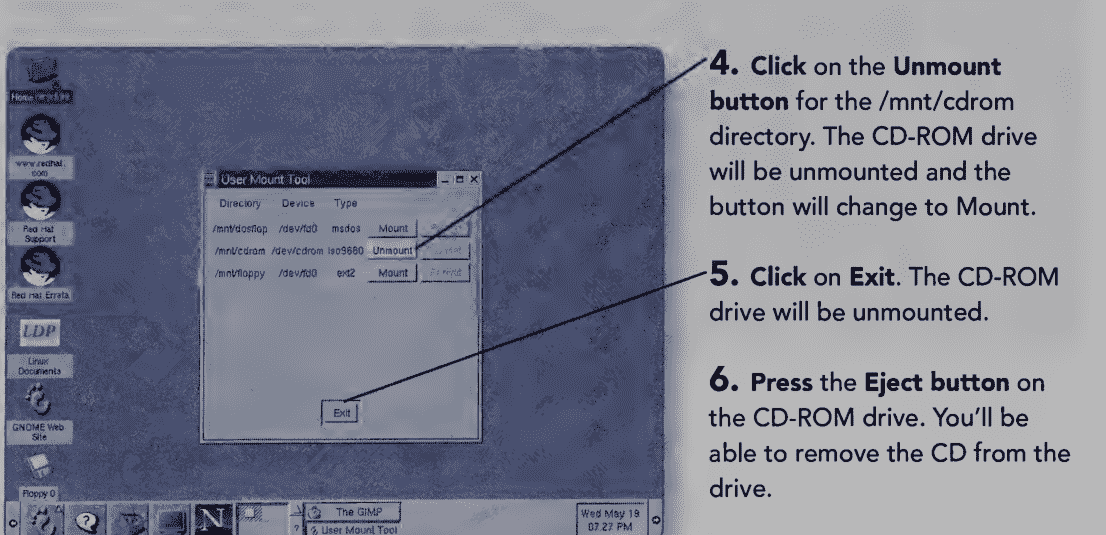 4. Click on the Unmount
button for the /mnt/cdrom
directory. The CD-ROM drive
will be unmounted and the
button will change to Mount.
5. Click on Exit. The CD-ROM
drive will be unmounted.
6. Press the Eject button on
the CD-ROM drive. You'll be
able to remove the CD from the
drive.
www.redhat.
com
Red Hat
Support
Red Hat Errata
LDP
Linux
Documents
GNOME Web
Site
Floppy 0
User Mount Tool
Directory Device Type
/mnt/dosflop /dev/fd0 msdos Mount
/mnt/cdrom /dev/cdrom iso9660 Unmount
/mnt/floppy /dev/fd0 ext2 Mount
Exit
N
The GIMP
User Mount Tool
Wed May 19
07:27 PM